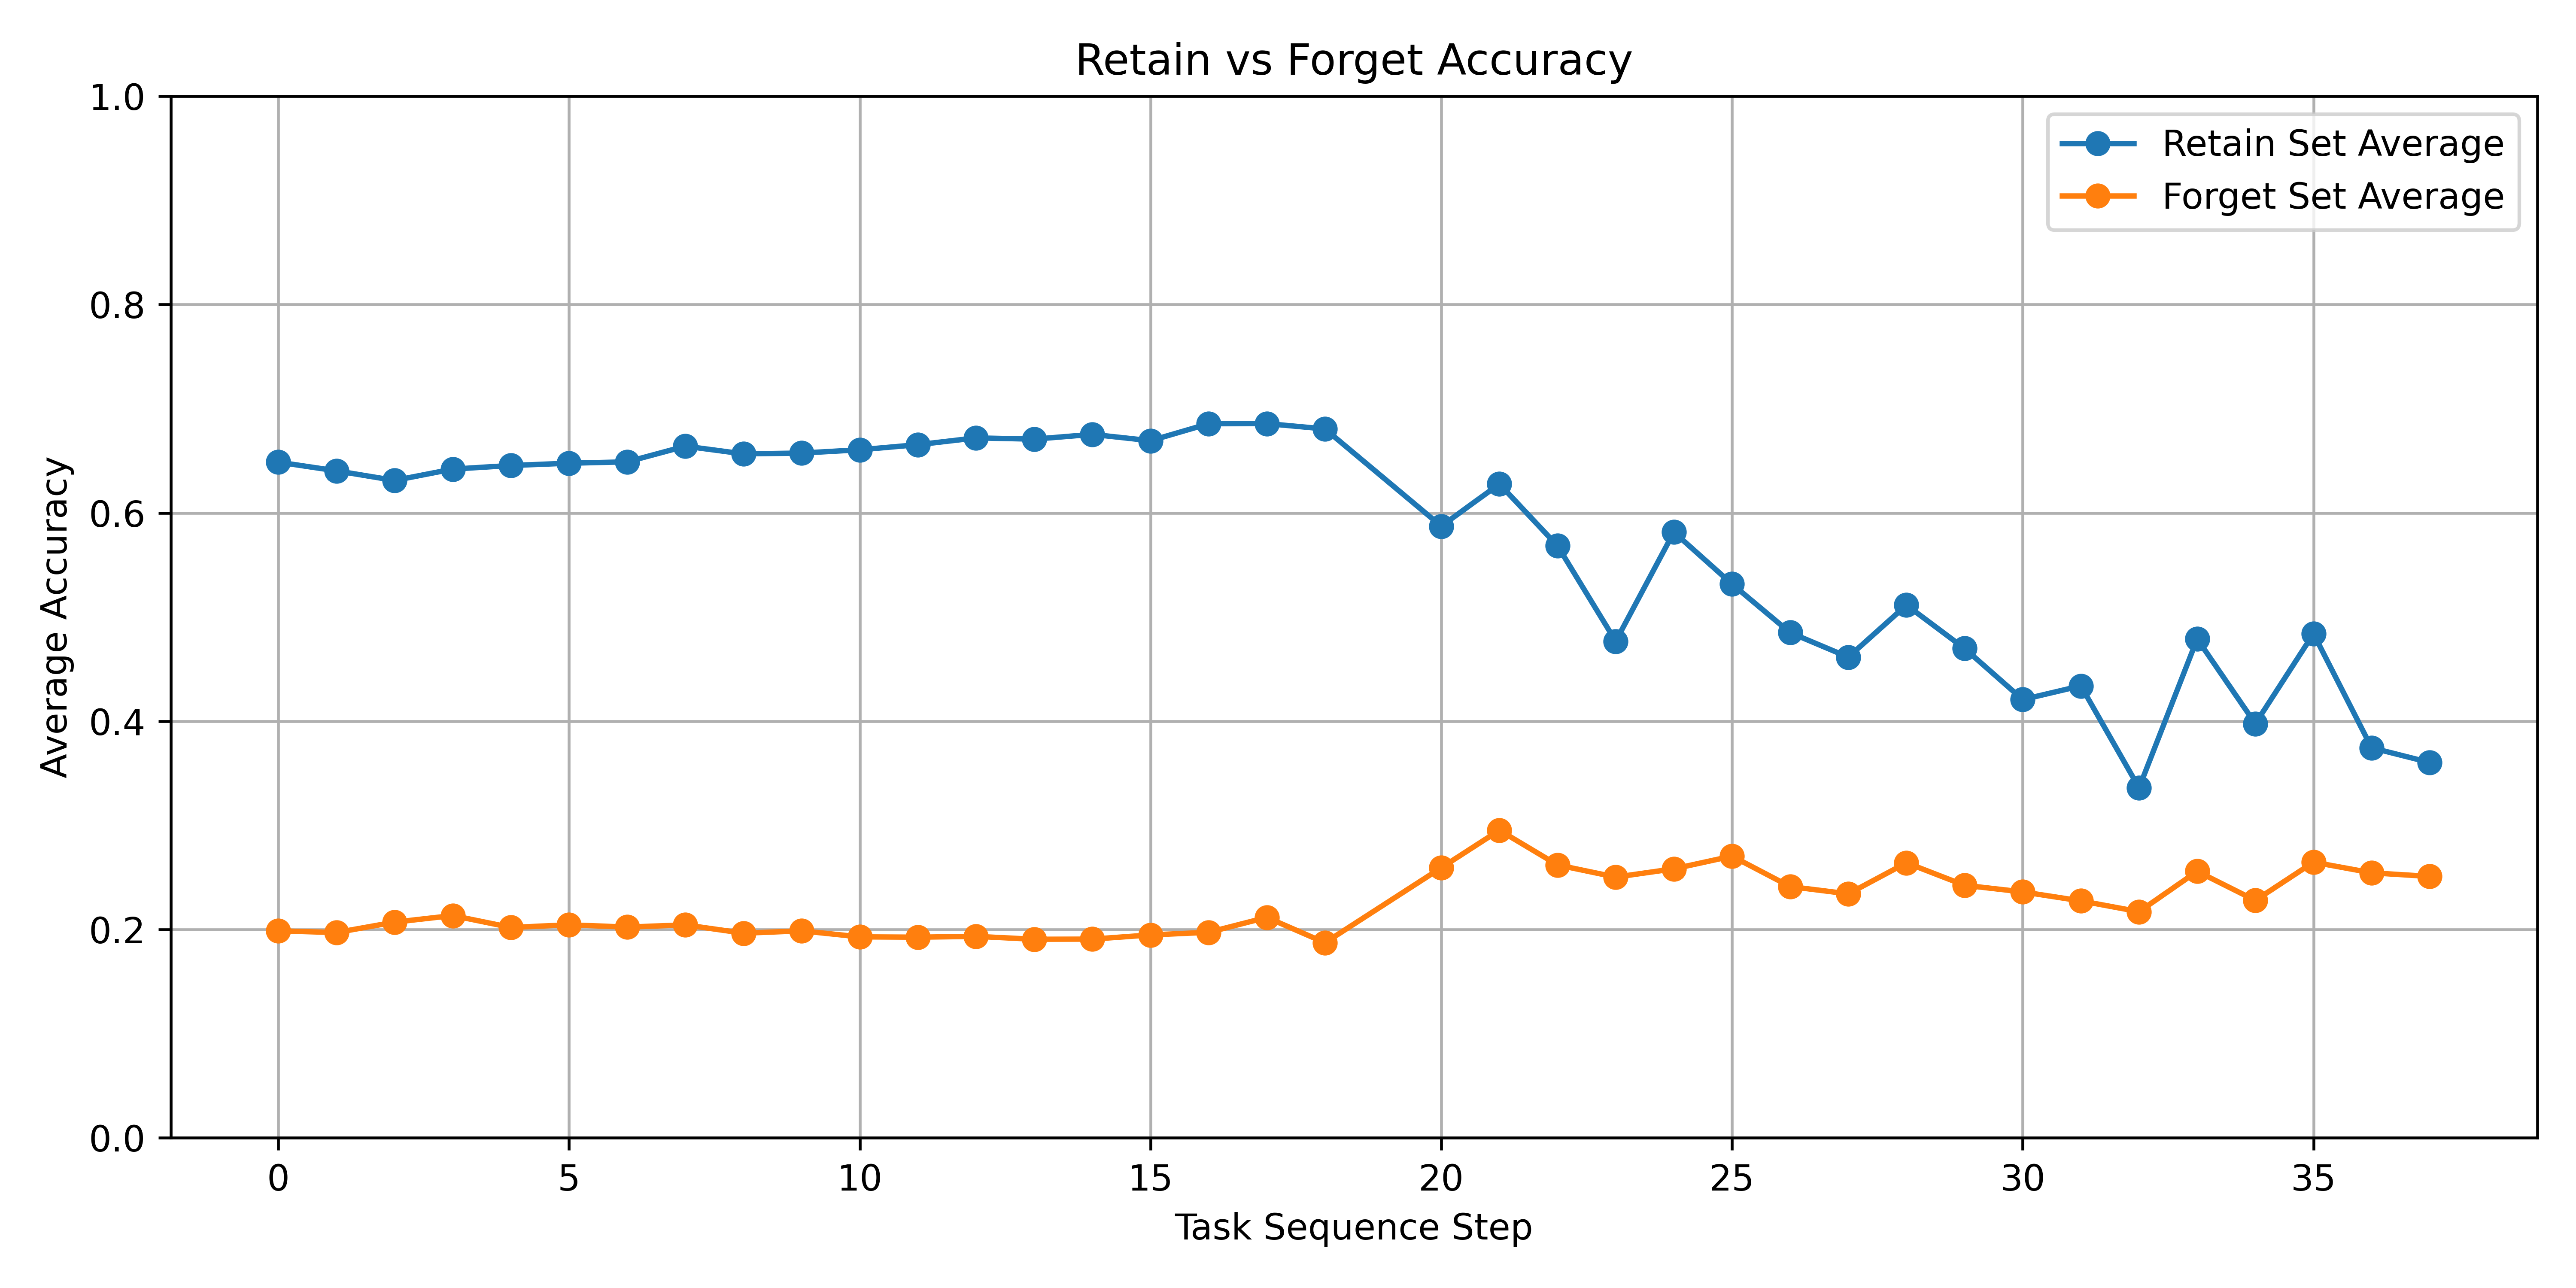 Retain vs Forget Accuracy
1.0
0.8
0.6
0.4
0.2
0.0
Average Accuracy
Retain Set Average
Forget Set Average
0 5 10 15 20 25 30 35
Task Sequence Step